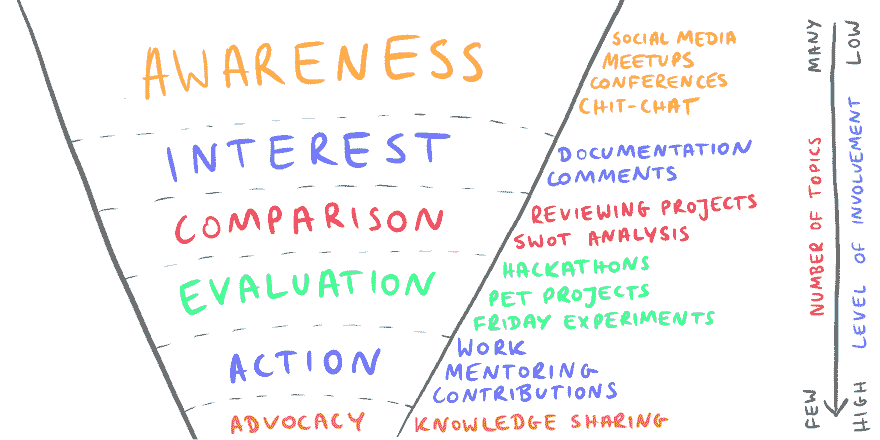 AWARENESS
SOCIAL MEDIA
MEETUPS
CONFERENCES
CHIT-CHAT
INTEREST
DOCUMENTATION
COMMENTS
COMPARISON
REVIEWING PROJECTS
SWOT ANALYSIS
EVALUATION
HACKATHONS
PET PROJECTS
FRIDAY EXPERIMENTS
ACTION
WORK
MENTORING
CONTRIBUTIONS
ADVOCACY
KNOWLEDGE SHARING
MANY
NUMBER OF TOPICS
FEW
LOW
LEVEL OF INVOLVEMENT
HIGH